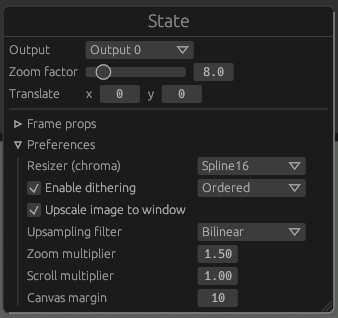 State
Output Output 0
Zoom factor 8.0
Translate x 0 y 0
Frame props
Preferences
Resizer (chroma) Spline16
Enable dithering Ordered
Upscale image to window
Upsampling filter Bilinear
Zoom multiplier 1.50
Scroll multiplier 1.00
Canvas margin 10